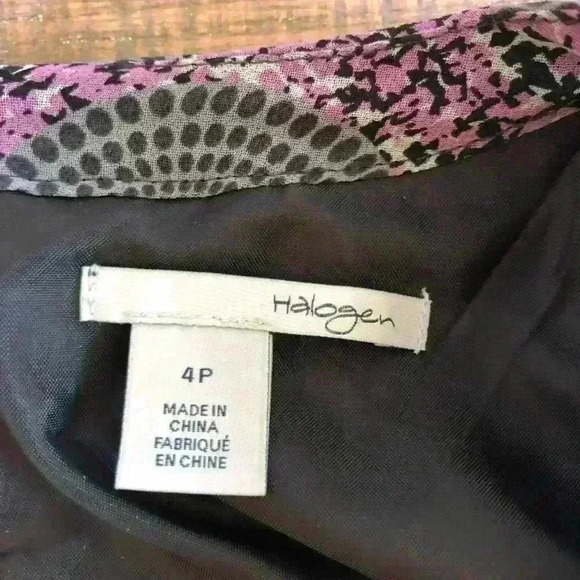 Halogen
4P
MADE IN
CHINA
FABRIQUÉ
EN CHINE